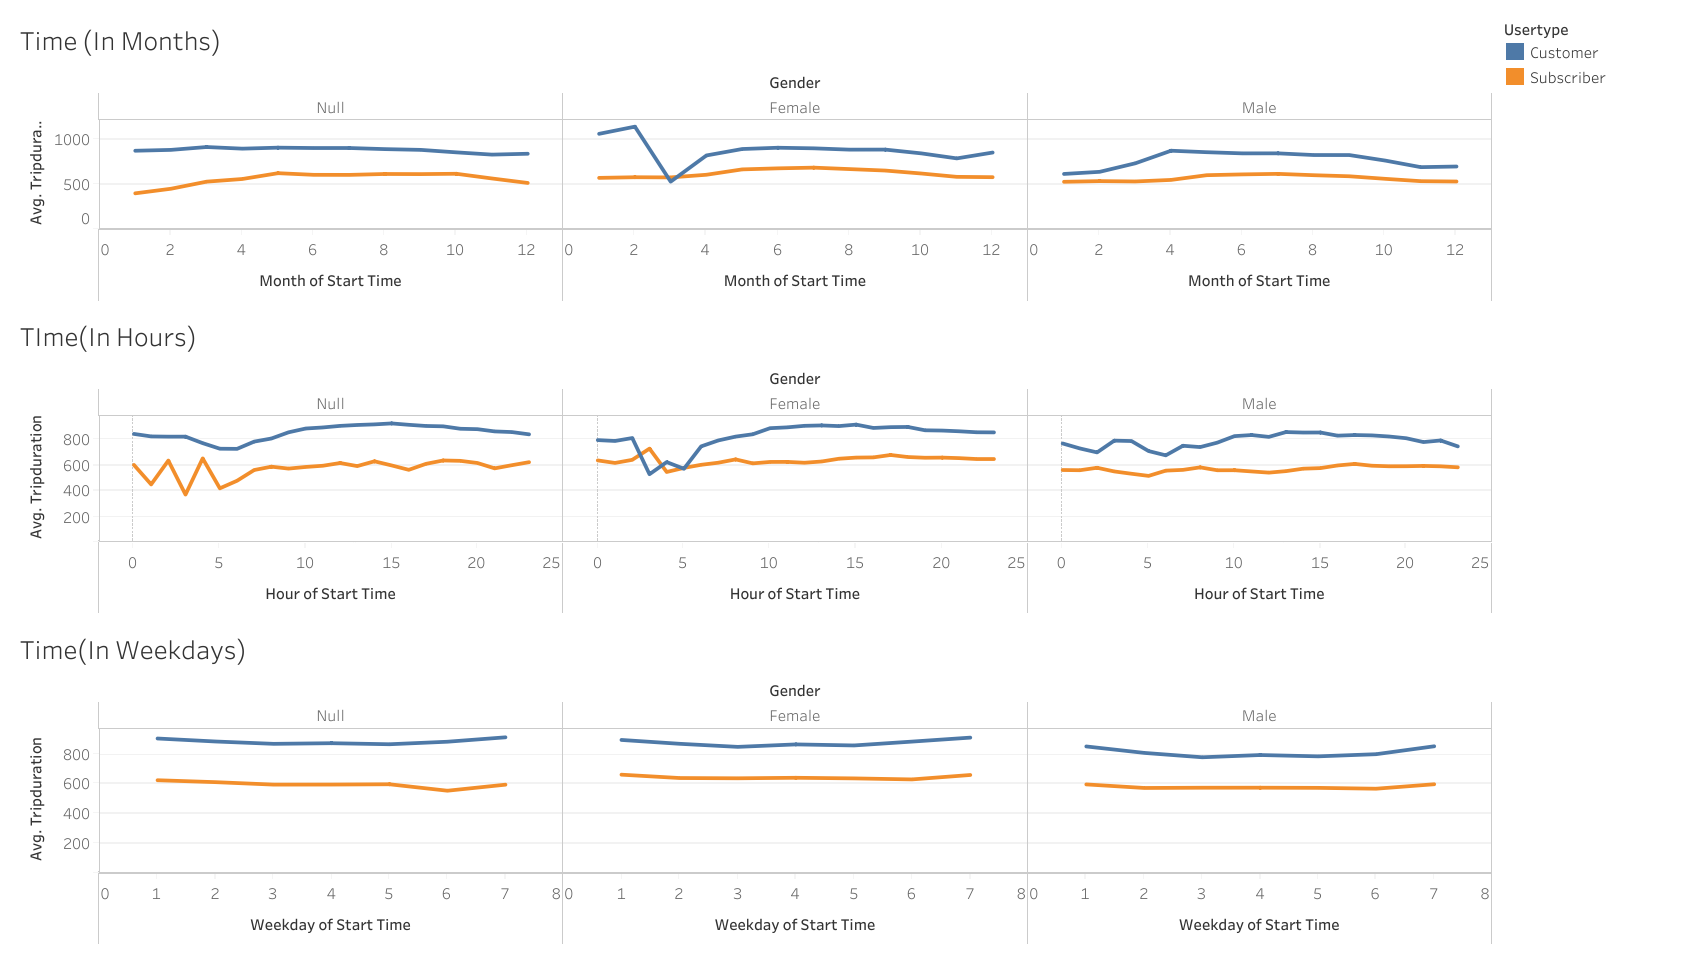 Time (In Months)
Usertype
Customer
Subscriber
Gender
Null Female Male
Avg. Tripdura..
1000
500
0
0 2 4 6 8 10 12 0 2 4 6 8 10 12 0 2 4 6 8 10 12
Month of Start Time Month of Start Time Month of Start Time
TIme(In Hours)
Gender
Null Female Male
Avg. Tripduration
800
600
400
200
0 5 10 15 20 25 0 5 10 15 20 25 0 5 10 15 20 25
Hour of Start Time Hour of Start Time Hour of Start Time
Time(In Weekdays)
Gender
Null Female Male
Avg. Tripduration
800
600
400
200
0 1 2 3 4 5 6 7 8 0 1 2 3 4 5 6 7 8 0 1 2 3 4 5 6 7 8
Weekday of Start Time Weekday of Start Time Weekday of Start Time